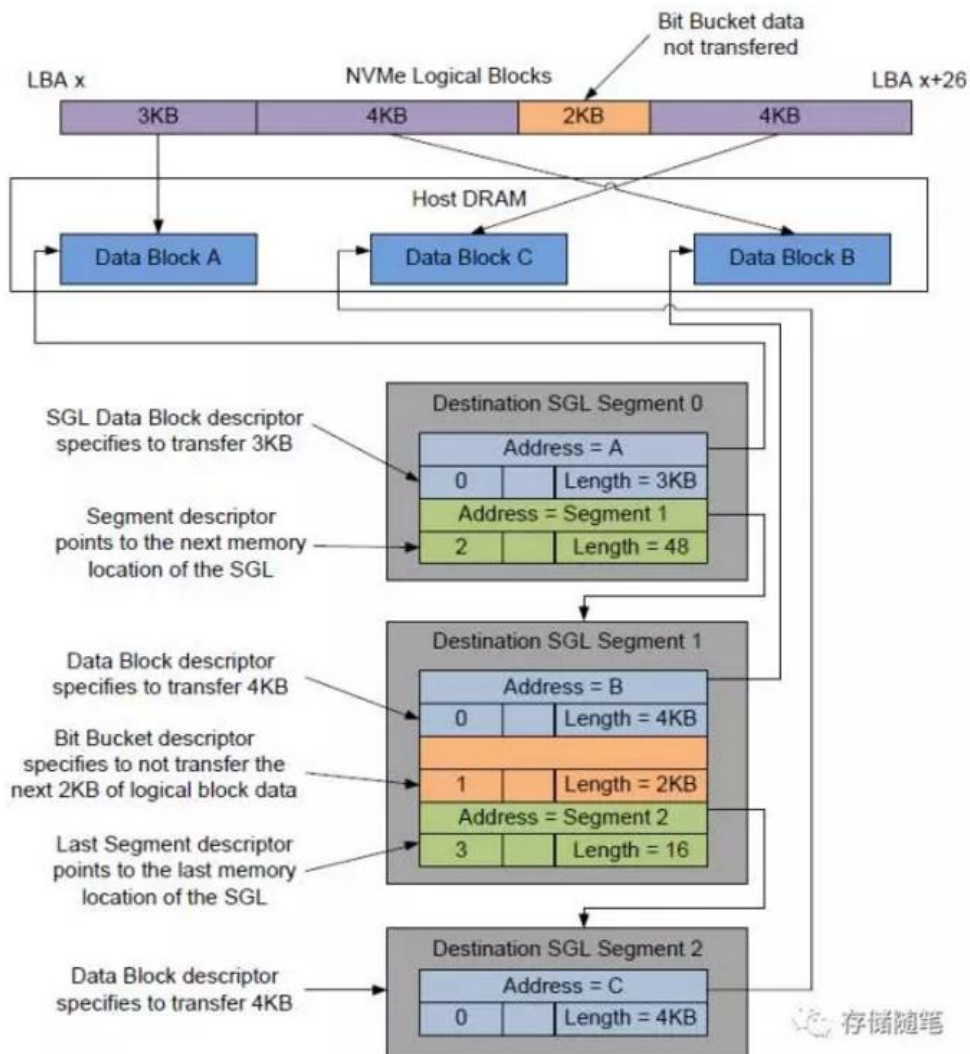 Bit Bucket data
not transfered
LBA x
NVMe Logical Blocks
LBA x+26
3KB
4KB
2KB
4KB
Host DRAM
Data Block A
Data Block C
Data Block B
Destination SGL Segment 0
SGL Data Block descriptor
specifies to transfer 3KB
Address = A
0 Length = 3KB
Segment descriptor
points to the next memory
location of the SGL
Address = Segment 1
2 Length = 48
Destination SGL Segment 1
Data Block descriptor
specifies to transfer 4KB
Address = B
0 Length = 4KB
Bit Bucket descriptor
specifies to not transfer the
next 2KB of logical block data
1 Length = 2KB
Address = Segment 2
Last Segment descriptor
points to the last memory
location of the SGL
3 Length = 16
Destination SGL Segment 2
Data Block descriptor
specifies to transfer 4KB
Address = C
0 Length = 4KB
存储随笔